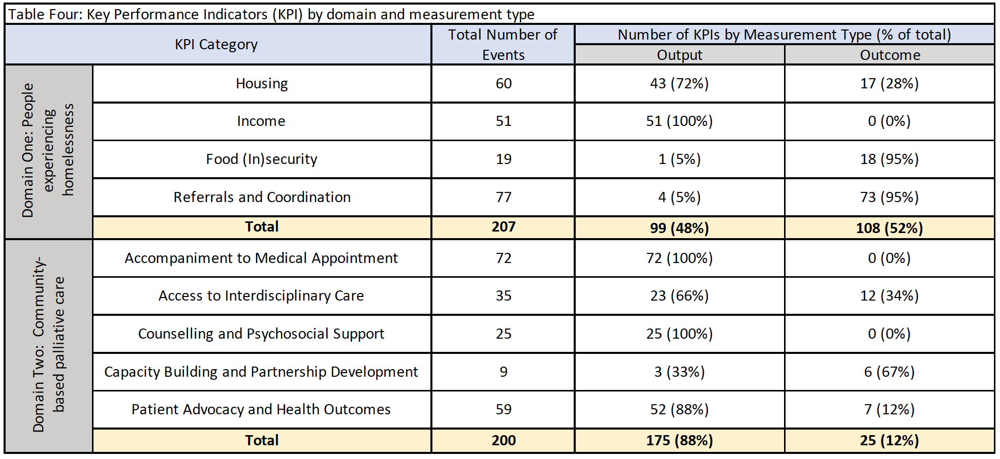 Table Four: Key Performance Indicators (KPI) by domain and measurement type
KPI Category
Total Number of
Events
Number of KPIs by Measurement Type (% of total)
Output
Outcome
Domain One: People
experiencing
homelessness
Housing
60
43 (72%)
17 (28%)
Income
51
51 (100%)
0 (0%)
Food (In)security
19
1 (5%)
18 (95%)
Referrals and Coordination
77
4 (5%)
73 (95%)
Total
207
99 (48%)
108 (52%)
Domain Two:  Community-
based palliative care
Accompaniment to Medical Appointment
72
72 (100%)
0 (0%)
Access to Interdisciplinary Care
35
23 (66%)
12 (34%)
Counselling and Psychosocial Support
25
25 (100%)
0 (0%)
Capacity Building and Partnership Development
9
3 (33%)
6 (67%)
Patient Advocacy and Health Outcomes
59
52 (88%)
7 (12%)
Total
200
175 (88%)
25 (12%)